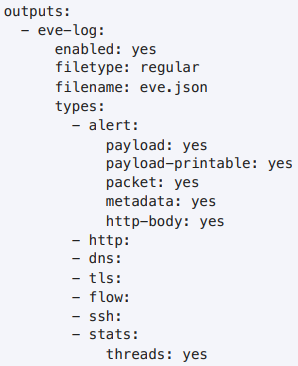 outputs:
  - eve-log:
      enabled: yes
      filetype: regular
      filename: eve.json
      types:
        - alert:
            payload: yes
            payload-printable: yes
            packet: yes
            metadata: yes
            http-body: yes
        - http:
        - dns:
        - tls:
        - flow:
        - ssh:
        - stats:
            threads: yes